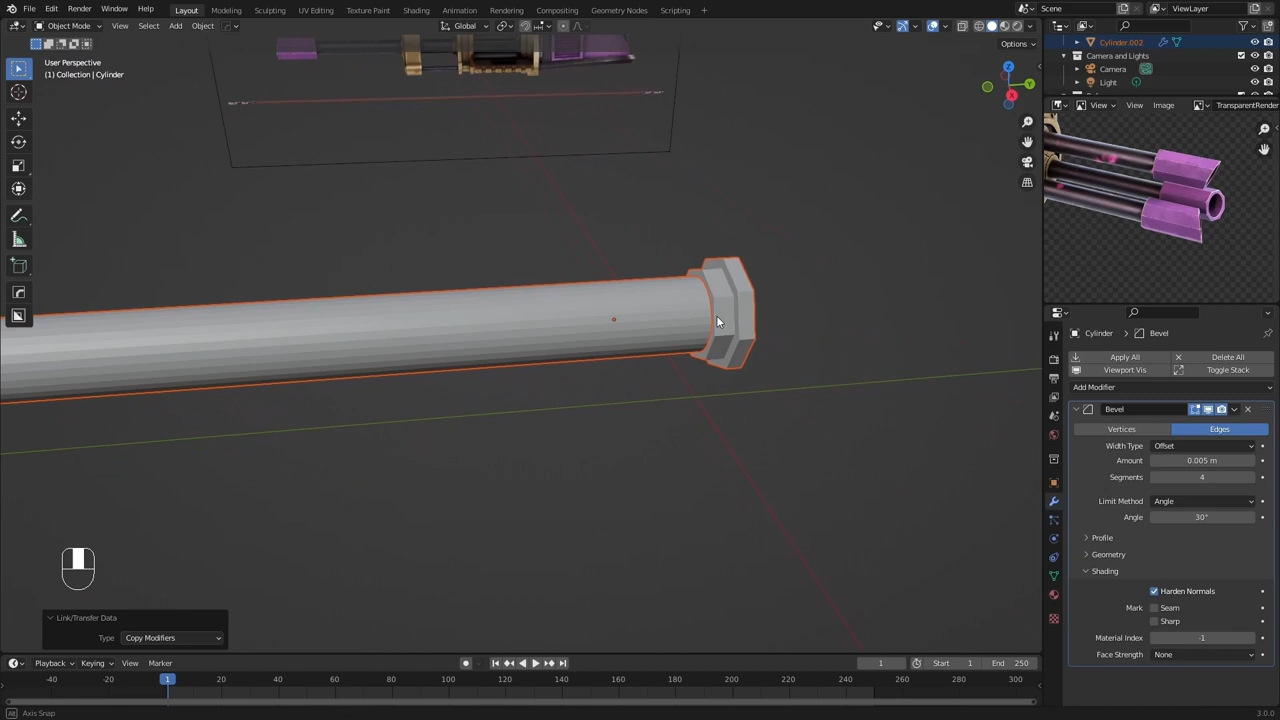 File Edit Render Window Help Layout Modeling Sculpting UV Editing Texture Paint Shading Animation Rendering Compositing Geometry Nodes Scripting + Scene ViewLayer
Object Mode View Select Add Object Global
Options
User Perspective
(1) Collection | Cylinder
Cylinder.002
Camera and Lights
Camera
Light
View View Image TransparentRender
Cylinder Bevel
Apply All Delete All
Viewport Vis Toggle Stack
Add Modifier
Bevel
Vertices Edges
Width Type Offset
Amount 0.005 m
Segments 4
Limit Method Angle
Angle 30°
Profile
Geometry
Shading
Harden Normals
Mark Seam
Sharp
Material Index -1
Face Strength None
Link/Transfer Data
Type Copy Modifiers
Playback Keying View Marker 1 Start 1 End 250
-40 -20 1 20 40 60 80 100 120 140 160 180 200 220 240 260 280 300
Axis Snap 3.0.0